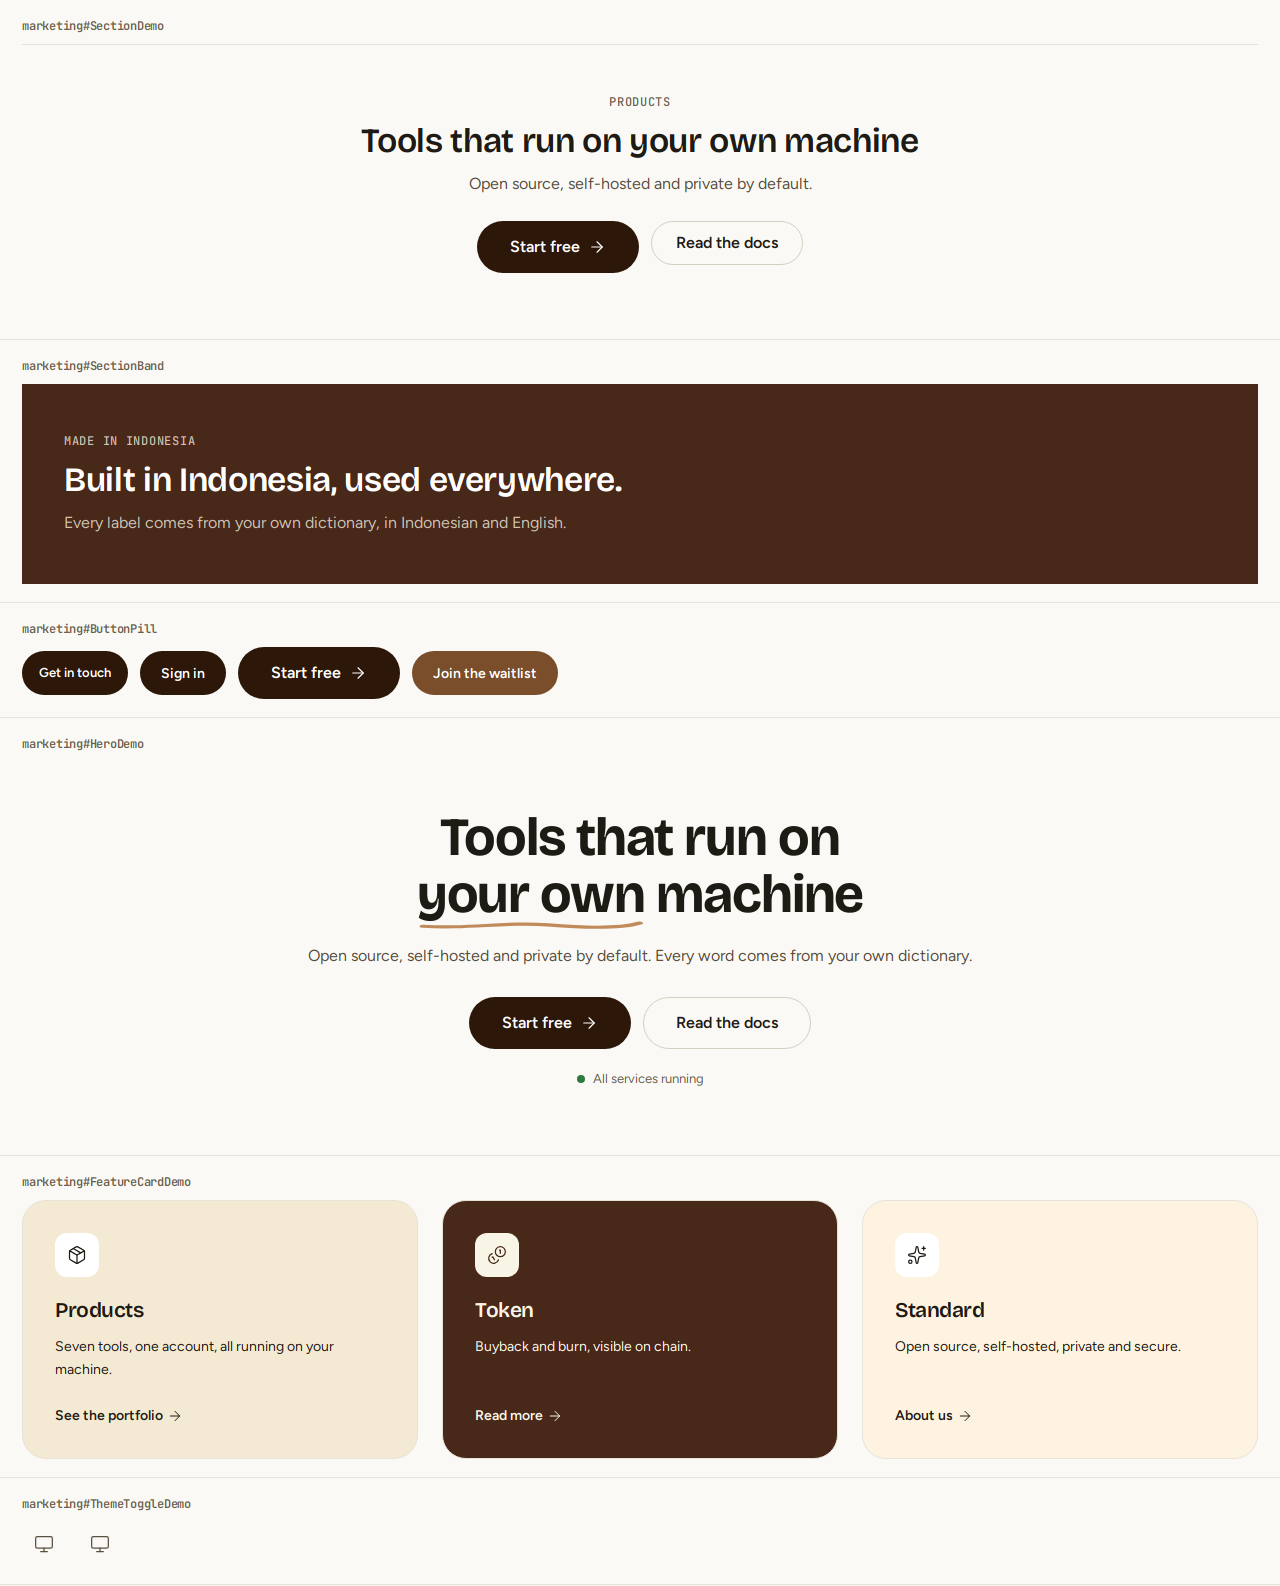 marketing#SectionDemo
PRODUCTS
Tools that run on your own machine
Open source, self-hosted and private by default.
Start free
Read the docs
marketing#SectionBand
MADE IN INDONESIA
Built in Indonesia, used everywhere.
Every label comes from your own dictionary, in Indonesian and English.
marketing#ButtonPill
Get in touch
Sign in
Start free
Join the waitlist
marketing#HeroDemo
Tools that run on
your own machine
Open source, self-hosted and private by default. Every word comes from your own dictionary.
Start free
Read the docs
All services running
marketing#FeatureCardDemo
Products
Seven tools, one account, all running on your
machine.
See the portfolio
Token
Buyback and burn, visible on chain.
Read more
Standard
Open source, self-hosted, private and secure.
About us
marketing#ThemeToggleDemo